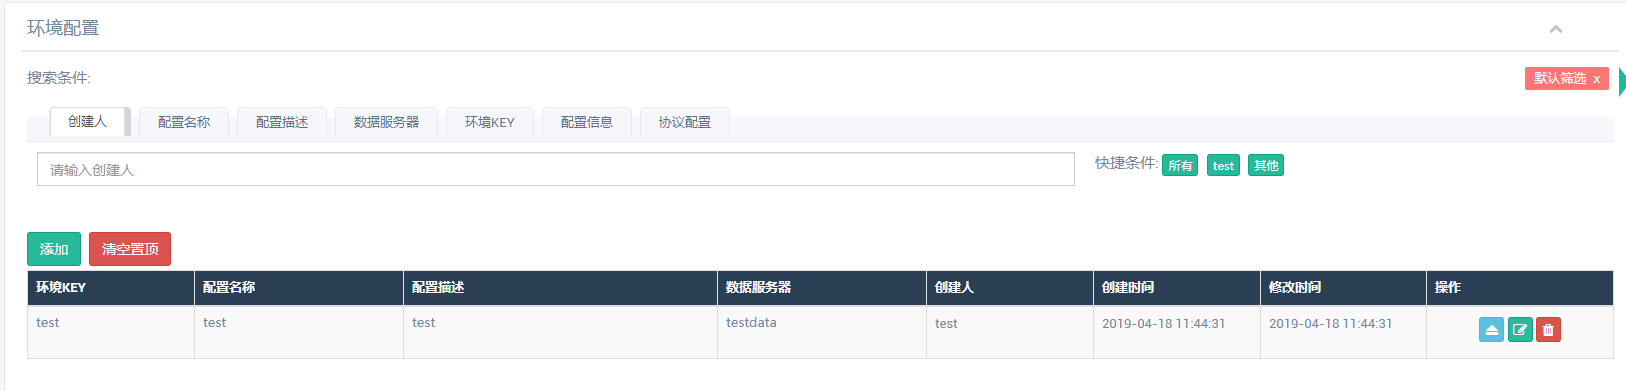 环境配置
搜索条件:
默认筛选 x
创建人 配置名称 配置描述 数据服务器 环境KEY 配置信息 协议配置
请输入创建人 快捷条件: 所有 test 其他
添加 清空置顶
环境KEY 配置名称 配置描述 数据服务器 创建人 创建时间 修改时间 操作
test test test testdata test 2019-04-18 11:44:31 2019-04-18 11:44:31